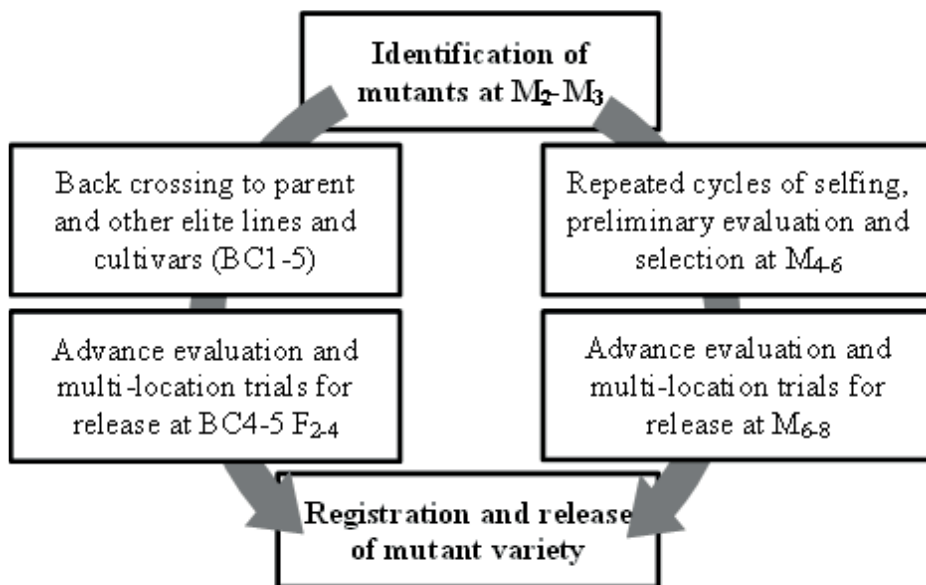 Identification of
mutants at M2-M3
Back crossing to parent
and other elite lines and
cultivars (BC1-5)
Repeated cycles of selfing,
preliminary evaluation and
selection at M4-6
Advance evaluation and
multi-location trials for
release at BC4-5 F2-4
Advance evaluation and
multi-location trials for
release at M6-8
Registration and release
of mutant variety